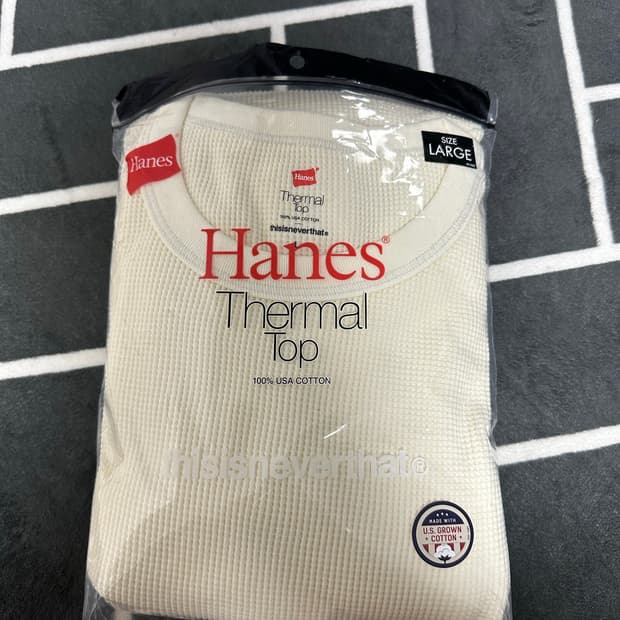 Hanes
SIZE
LARGE
Hanes
Thermal
Top
100% USA COTTON
thisisneverthat®
Hanes®
Thermal
Top
100% USA COTTON
thisisneverthat®
MADE WITH
U.S. GROWN
COTTON